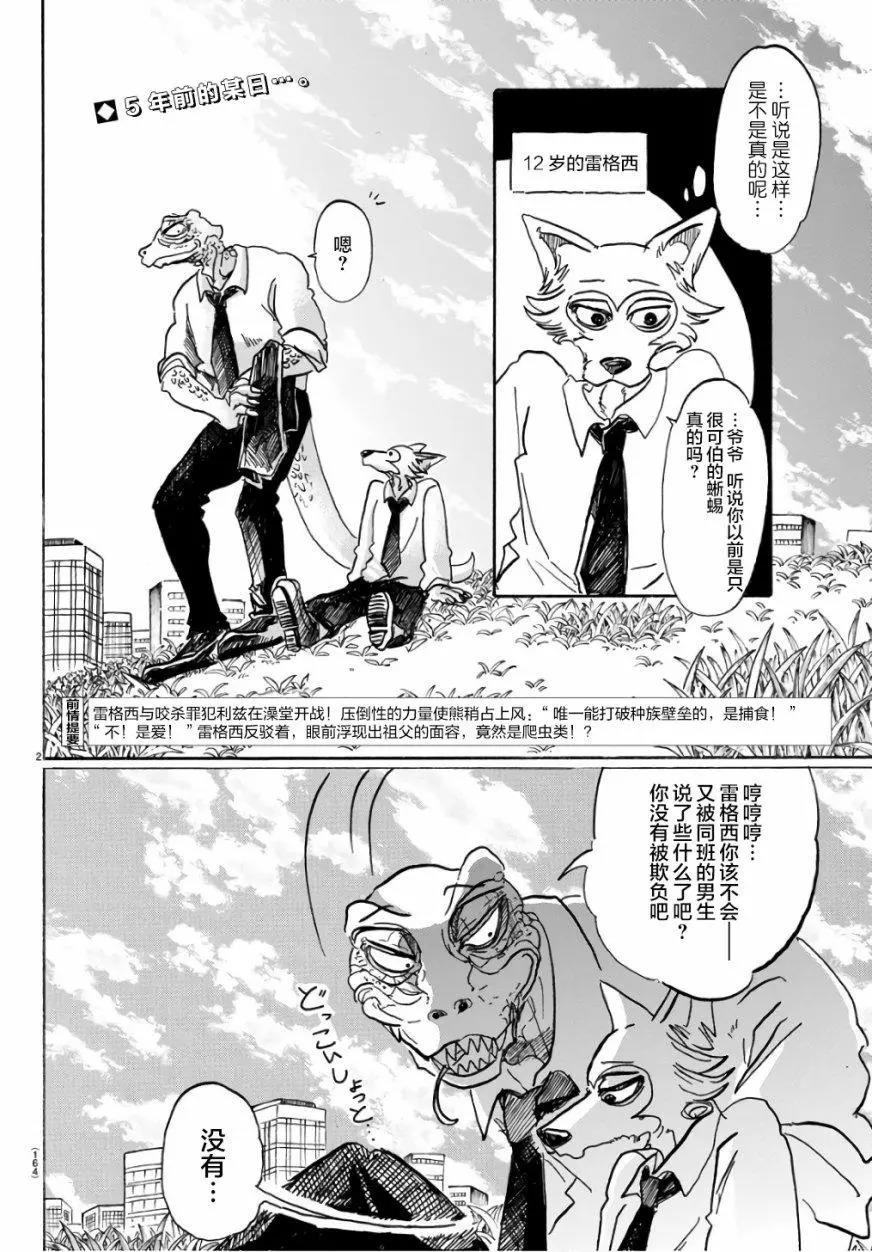 …听说是这样…
是不是真的呢…
12 岁的雷格西
…爷爷 听说你以前是只
很可伯的蜥蜴
真的吗？
5 年前的某日…。
嗯？
前情提要
雷格西与咬杀罪犯利兹在澡堂开战！压倒性的力量使熊稍占上风：“唯一能打破种族壁垒的，是捕食！”
“不！是爱！”雷格西反驳着，眼前浮现出祖父的面容，竟然是爬虫类！？
2
哼哼哼…
雷格西你该不会——
又被同班的男生
说了些什么了吧？
你没有被欺负吧
どっこいしょっと…
没有…
(164)